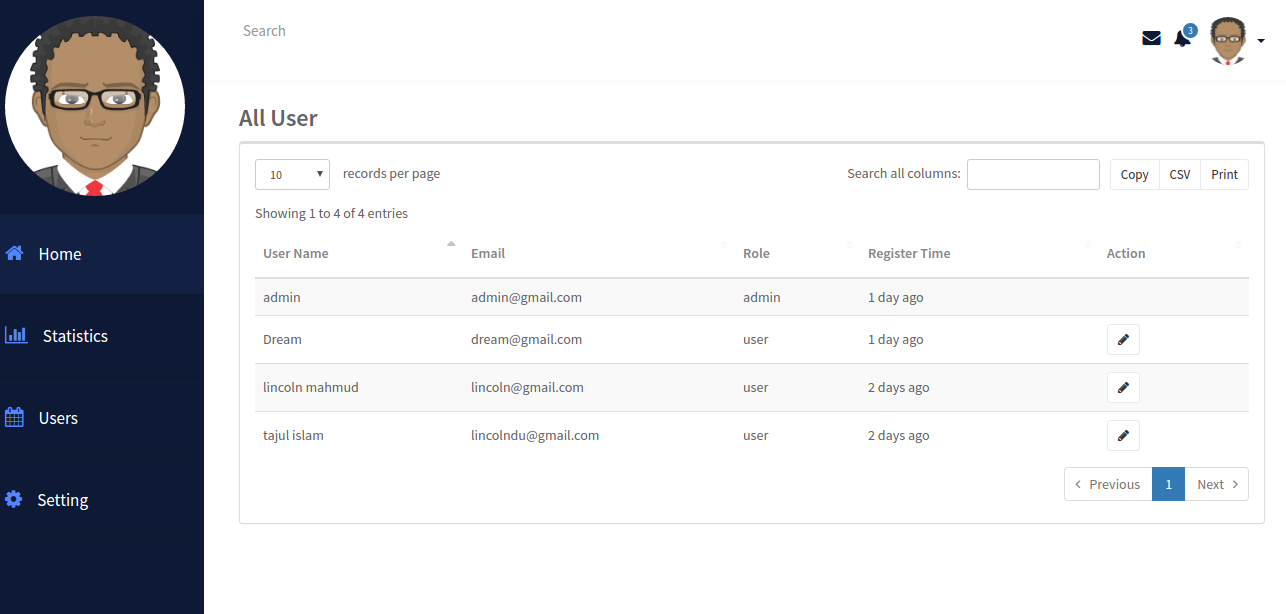 Search
3
Home
Statistics
Users
Setting
All User
10 records per page Search all columns: Copy CSV Print
Showing 1 to 4 of 4 entries
User Name Email Role Register Time Action
admin admin@gmail.com admin 1 day ago
Dream dream@gmail.com user 1 day ago
lincoln mahmud lincoln@gmail.com user 2 days ago
tajul islam lincolndu@gmail.com user 2 days ago
Previous 1 Next